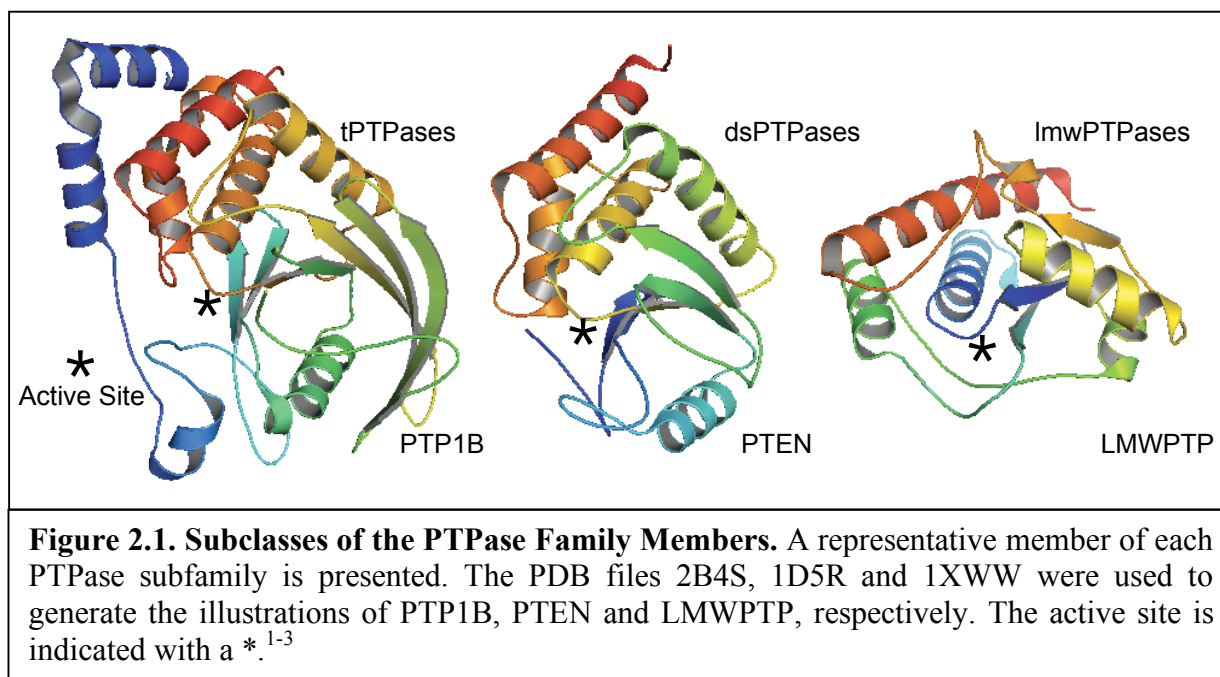 tPTPases
dsPTPases
lmwPTPases
*
*
*
*
Active Site
PTP1B
PTEN
LMWPTP
Figure 2.1. Subclasses of the PTPase Family Members. A representative member of each
PTPase subfamily is presented. The PDB files 2B4S, 1D5R and 1XWW were used to
generate the illustrations of PTP1B, PTEN and LMWPTP, respectively. The active site is
indicated with a *.1-3